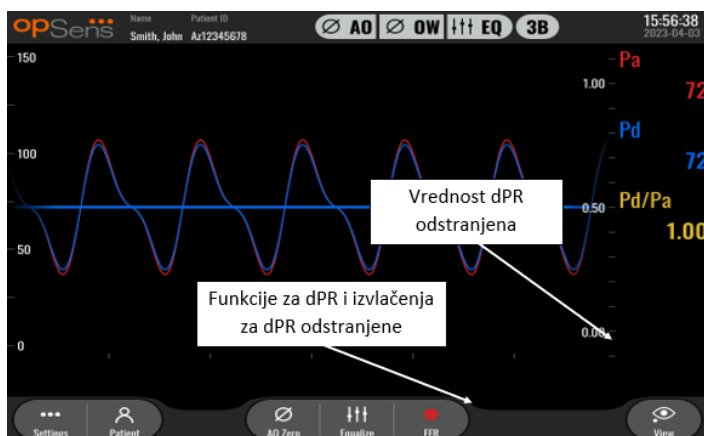 opSens
Name
Patient ID
Smith, John
Az12345678
Ø AO
Ø OW
EQ
3B
15:56:38
2023-04-03
150
100
50
0
1.00
0.50
0.00
Pa
72
Pd
72
Pd/Pa
1.00
Vrednost dPR
odstranjena
Funkcije za dPR i izvlačenja
za dPR odstranjene
Settings
Patient
AO Zero
Equalize
FFR
View